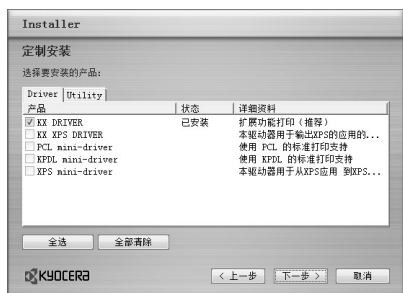 Installer
定制安装
选择要安装的产品:
Driver Utility
产品 状态 详细资料
KX DRIVER 已安装 扩展功能打印（推荐）
KX XPS DRIVER 本驱动器用于输出XPS的应用的...
PCL mini-driver 使用 PCL 的标准打印支持
KPDL mini-driver 使用 KPDL 的标准打印支持
XPS mini-driver 本驱动器用于从XPS应用 到XPS...
全选 全部清除
KYOCERA < 上一步 下一步 > 取消